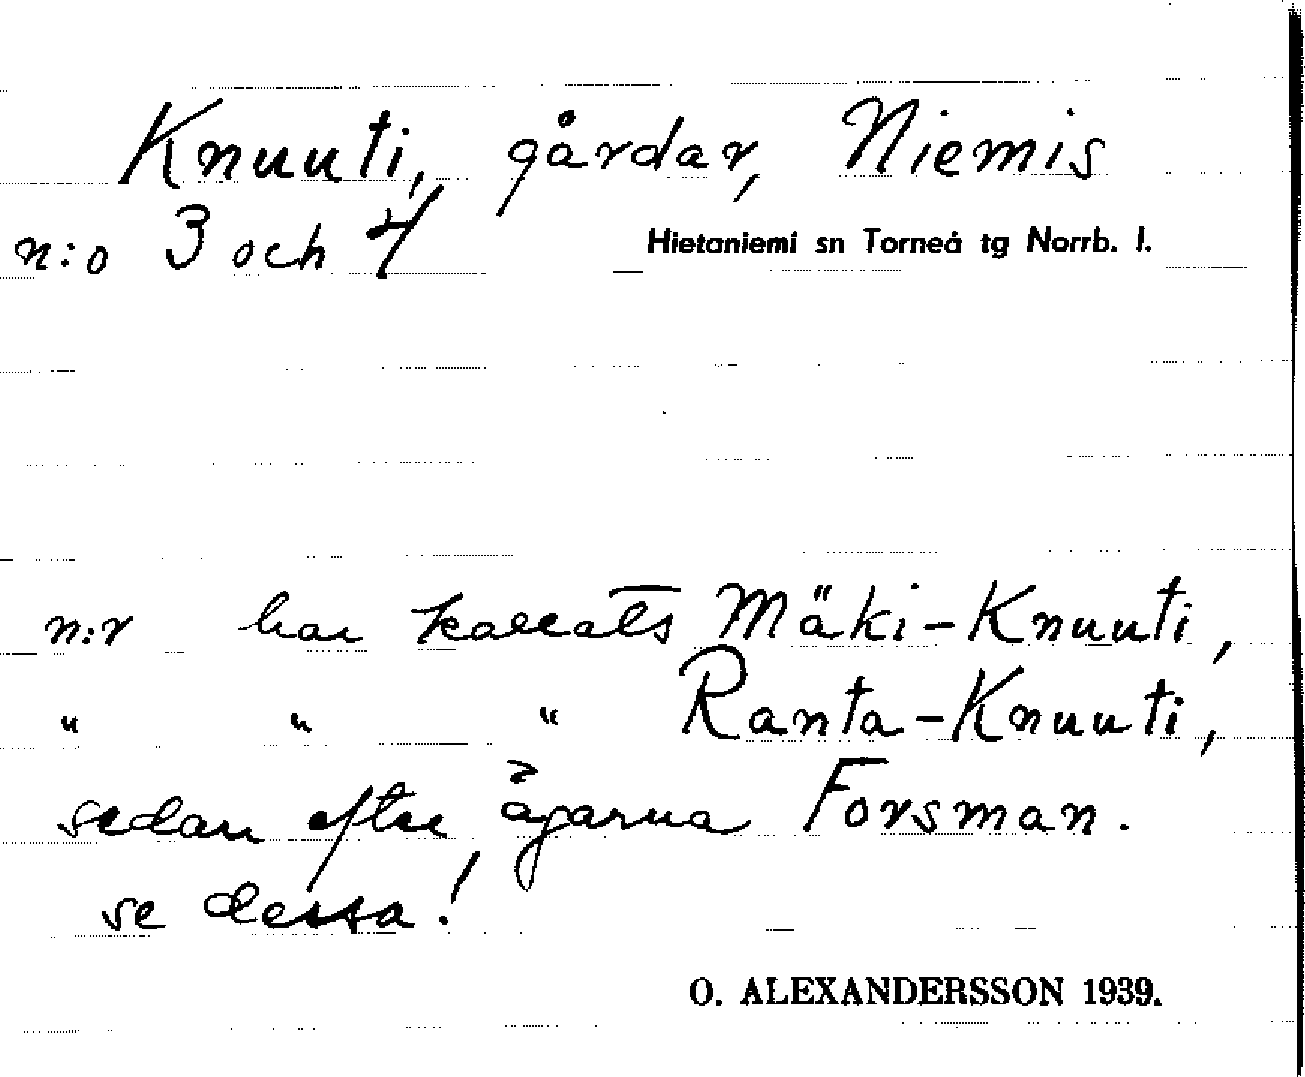 Knuuti, gårdar, Niemis
n:o 3 och 4
Hietaniemi sn Torneå tg Norrb. l.
n:r har kallats Mäki-Knuuti,
" " " Ranta-Knuuti,
sedan efter ägarna Forsman.
se dessa!
O. ALEXANDERSSON 1939.